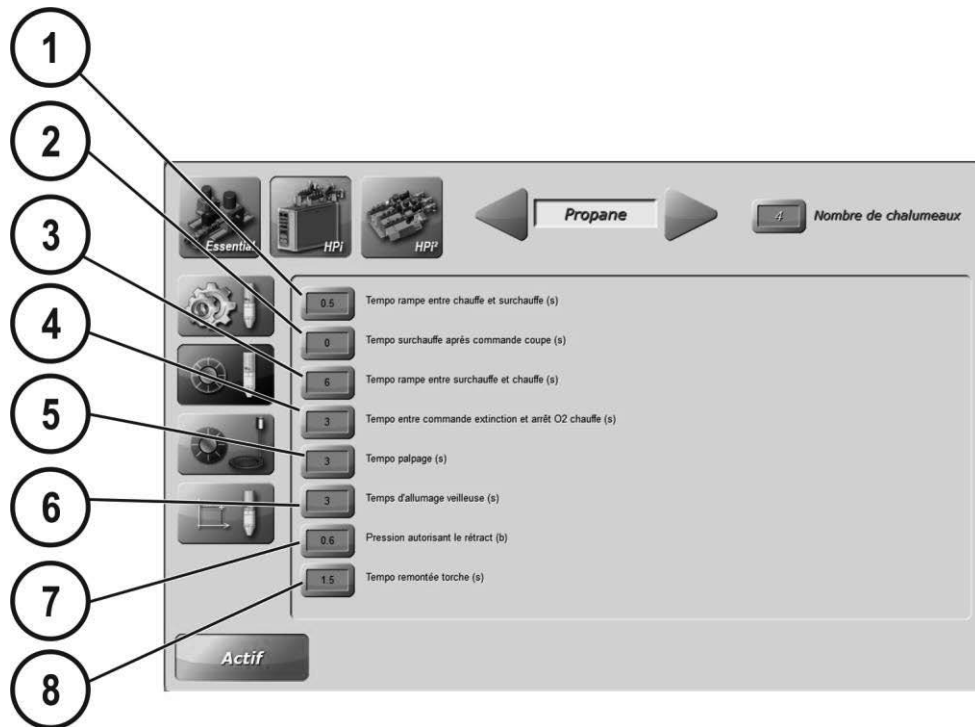 1
2
3
4
5
6
7
8
Essential
HPi
HPi²
Propane
4
Nombre de chalumeaux
0.5 Tempo rampe entre chauffe et surchauffe (s)
0 Tempo surchauffe après commande coupe (s)
6 Tempo rampe entre surchauffe et chauffe (s)
3 Tempo entre commande extinction et arrêt O2 chauffe (s)
3 Tempo palpage (s)
3 Temps d'allumage veilleuse (s)
0.6 Pression autorisant le rétract (b)
1.5 Tempo remontée torche (s)
Actif